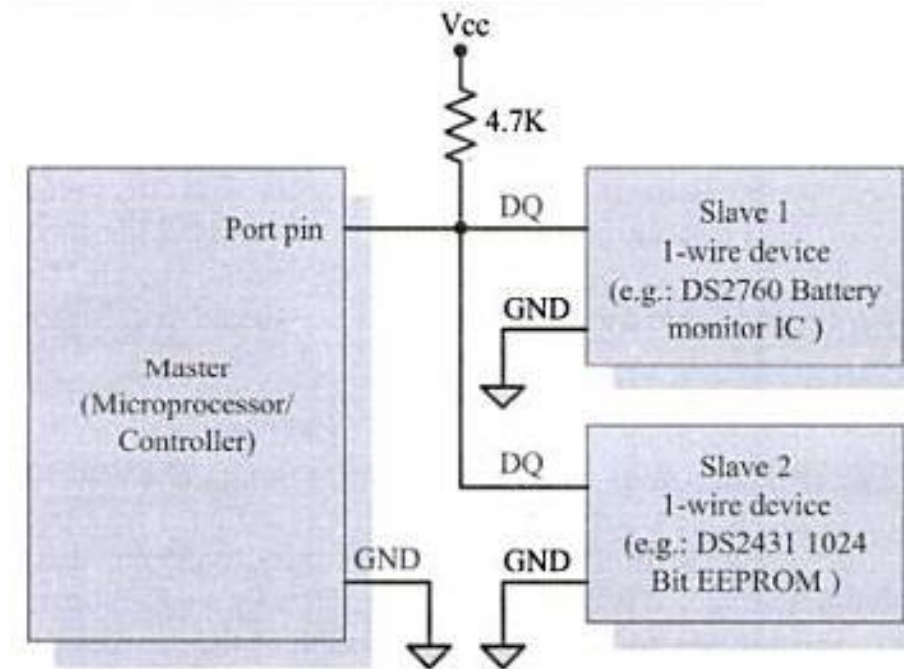 Vcc
4.7K
Port pin
DQ
Slave 1
1-wire device
(e.g.: DS2760 Battery
monitor IC )
GND
Master
(Microprocessor/
Controller)
DQ
Slave 2
1-wire device
(e.g.: DS2431 1024
Bit EEPROM )
GND
GND